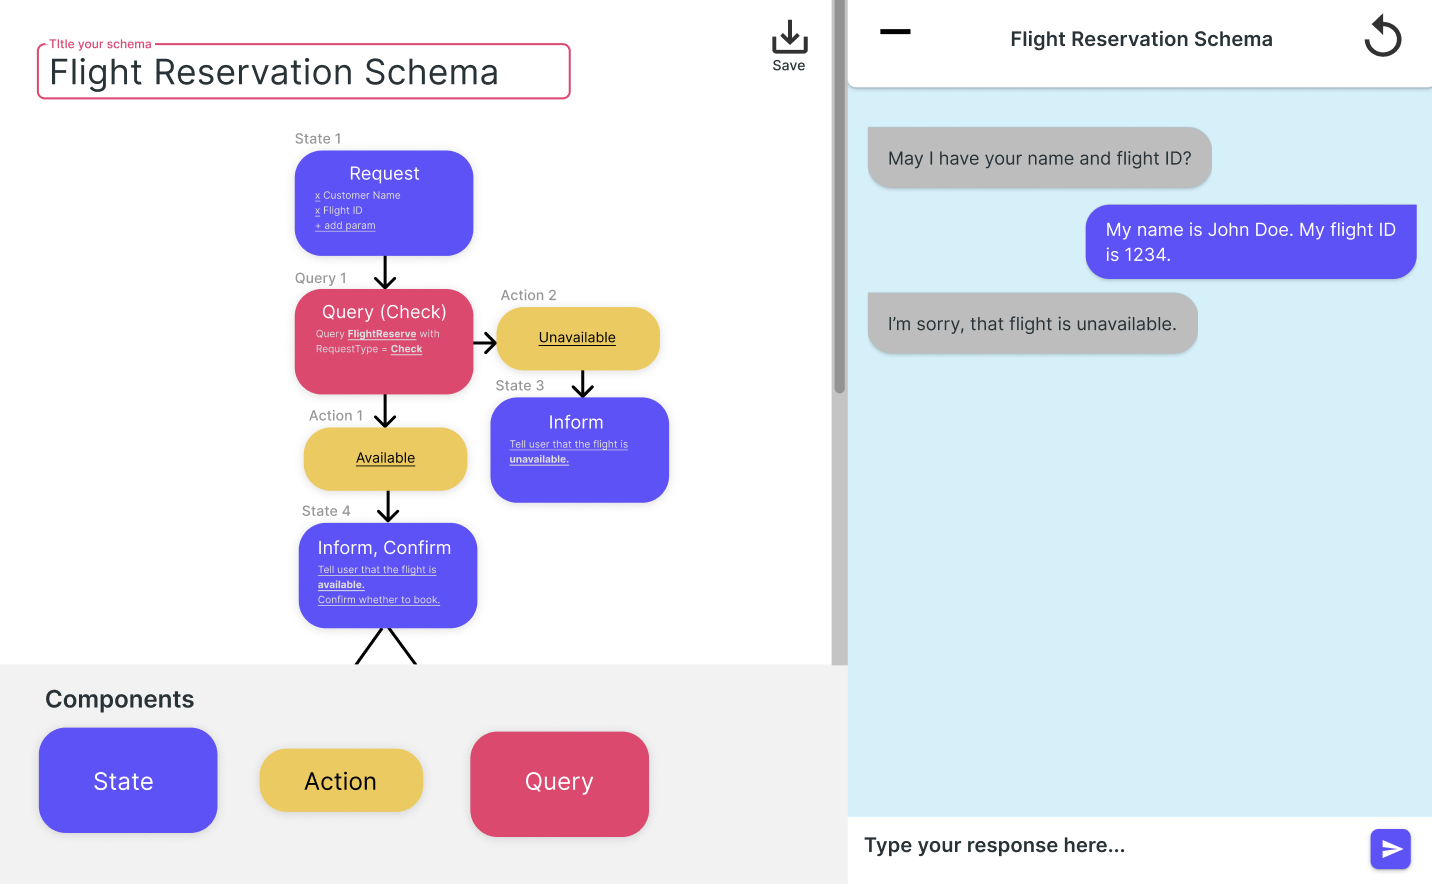 TItle your schema
Flight Reservation Schema
Save
State 1
Request
x Customer Name
x Flight ID
+ add param
Query 1
Query (Check)
Query FlightReserve with
RequestType = Check
Action 2
Unavailable
State 3
Inform
Tell user that the flight is
unavailable.
Action 1
Available
State 4
Inform, Confirm
Tell user that the flight is
available.
Confirm whether to book.
Components
State
Action
Query
Flight Reservation Schema
May I have your name and flight ID?
My name is John Doe. My flight ID
is 1234.
I’m sorry, that flight is unavailable.
Type your response here...